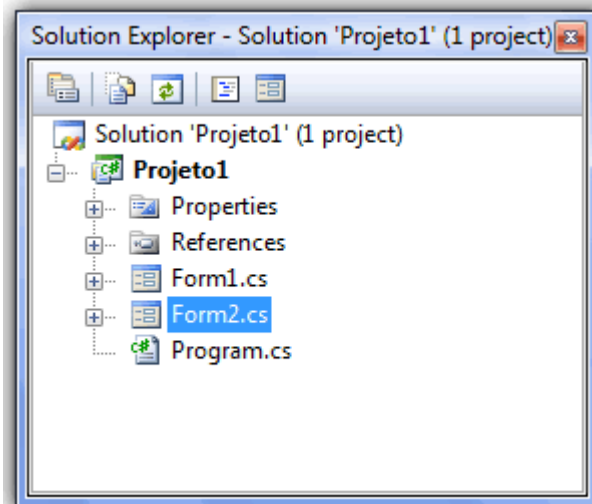 Solution Explorer - Solution 'Projeto1' (1 project)
Solution 'Projeto1' (1 project)
C# Projeto1
Properties
References
Form1.cs
Form2.cs
C# Program.cs